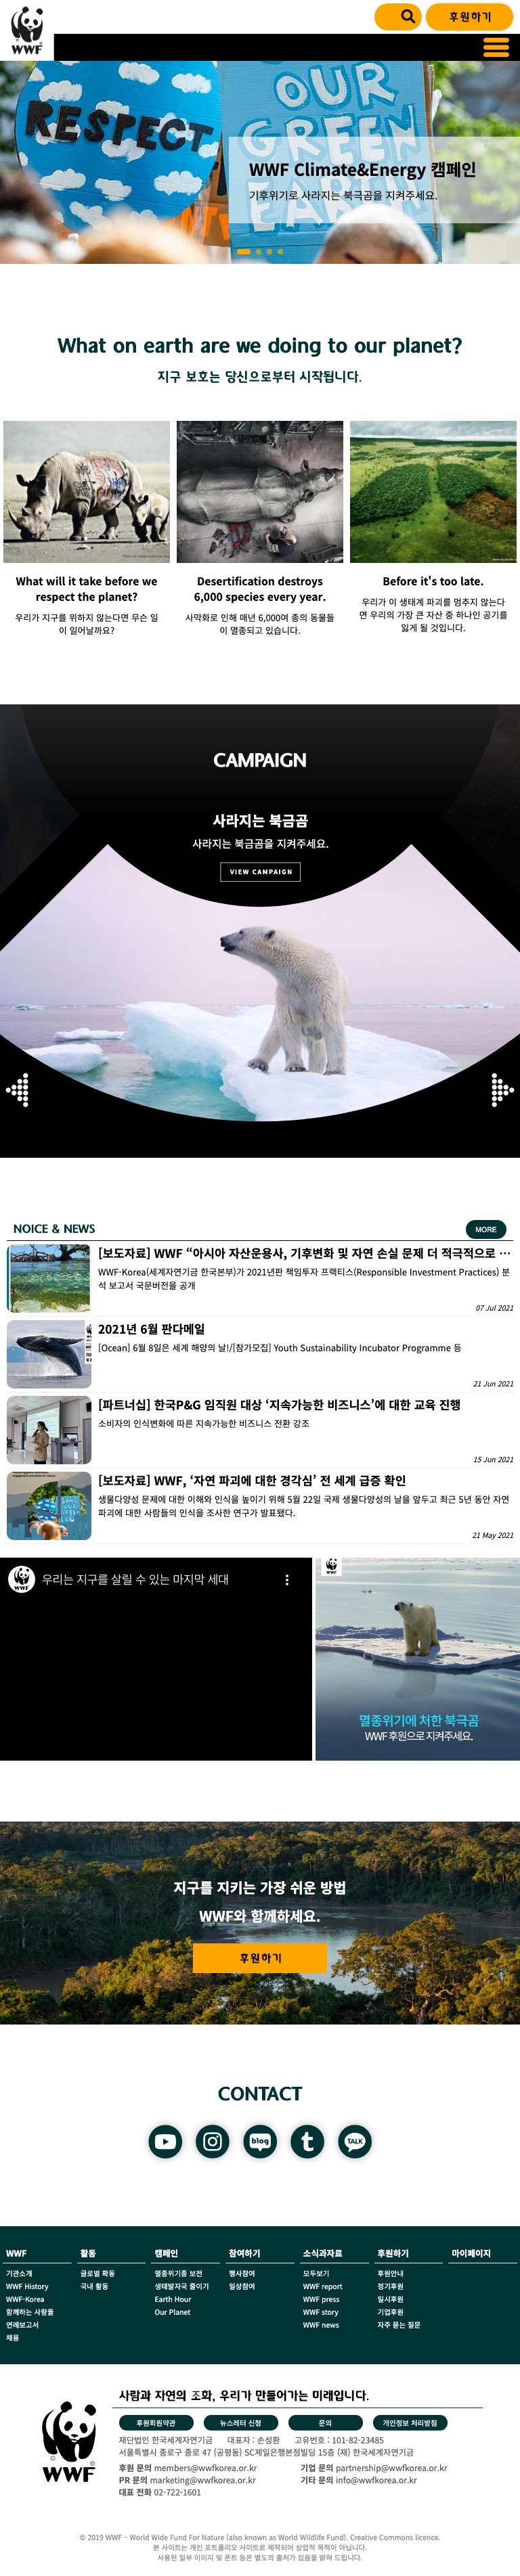 WWF
후원하기
RESPECT
OUR
GREEN
WWF Climate&Energy 캠페인
기후위기로 사라지는 북극곰을 지켜주세요.
What on earth are we doing to our planet?
지구 보호는 당신으로부터 시작됩니다.
What will it take before we
respect the planet?
우리가 지구를 위하지 않는다면 무슨 일
이 일어날까요?
Desertification destroys
6,000 species every year.
사막화로 인해 매년 6,000여 종의 동물들
이 멸종되고 있습니다.
Before it's too late.
우리가 이 생태계 파괴를 멈추지 않는다
면 우리의 가장 큰 자산 중 하나인 공기를
잃게 될 것입니다.
CAMPAIGN
사라지는 북금곰
사라지는 북금곰을 지켜주세요.
VIEW CAMPAIGN
NOICE & NEWS
MORE
[보도자료] WWF “아시아 자산운용사, 기후변화 및 자연 손실 문제 더 적극적으로 …
WWF-Korea(세계자연기금 한국본부)가 2021년판 책임투자 프랙티스(Responsible Investment Practices) 분
석 보고서 국문버전을 공개
07 Jul 2021
2021년 6월 판다메일
[Ocean] 6월 8일은 세계 해양의 날!/[참가모집] Youth Sustainability Incubator Programme 등
21 Jun 2021
[파트너십] 한국P&G 임직원 대상 ‘지속가능한 비즈니스’에 대한 교육 진행
소비자의 인식변화에 따른 지속가능한 비즈니스 전환 강조
15 Jun 2021
[보도자료] WWF, ‘자연 파괴에 대한 경각심’ 전 세계 급증 확인
생물다양성 문제에 대한 이해와 인식을 높이기 위해 5월 22일 국제 생물다양성의 날을 앞두고 최근 5년 동안 자연
파괴에 대한 사람들의 인식을 조사한 연구가 발표됐다.
21 May 2021
WWF 우리는 지구를 살릴 수 있는 마지막 세대
WWF
멸종위기에 처한 북극곰
WWF 후원으로 지켜주세요.
지구를 지키는 가장 쉬운 방법
WWF와 함께하세요.
후원하기
CONTACT
blog
t
TALK
WWF 활동 캠페인 참여하기 소식과자료 후원하기 마이페이지
기관소개 글로벌 확동 멸종위기종 보전 행사참여 모두보기 후원안내
WWF History 국내 활동 생태발자국 줄이기 일상참여 WWF report 정기후원
WWF-Korea Earth Hour WWF press 일시후원
함께하는 사람들 Our Planet WWF story 기업후원
연례보고서 WWF news 자주 묻는 질문
채용
사람과 자연의 조화, 우리가 만들어가는 미래입니다.
후원회원약관 뉴스레터 신청 문의 개인정보 처리방침
재단법인 한국세계자연기금 대표자 : 손성환 고유번호 : 101-82-23485
서울특별시 종로구 종로 47 (공평동) SC제일은행본점빌딩 15층 (재) 한국세계자연기금
후원 문의 members@wwfkorea.or.kr 기업 문의 partnership@wwfkorea.or.kr
PR 문의 marketing@wwfkorea.or.kr 기타 문의 info@wwfkorea.or.kr
대표 전화 02-722-1601
WWF
© 2019 WWF - World Wide Fund For Nature (also known as World Wildlife Fund). Creative Commons licence.
본 사이트는 개인 포트폴리오 사이트로 제작되어 상업적 목적이 아닙니다.
사용된 일부 이미지 및 폰트 등은 별도의 출처가 있음을 밝혀 드립니다.